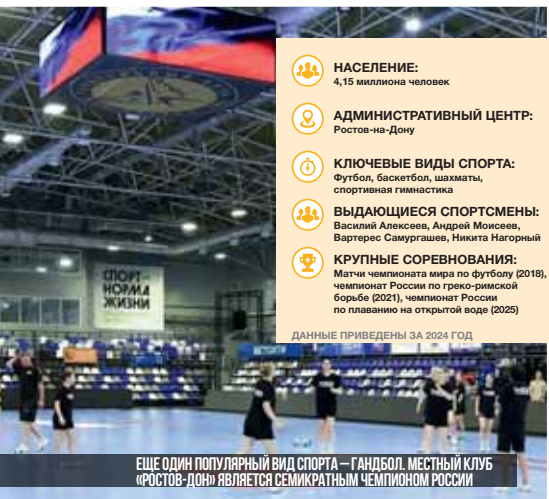 НАСЕЛЕНИЕ:
4,15 миллиона человек
АДМИНИСТРАТИВНЫЙ ЦЕНТР:
Ростов-на-Дону
КЛЮЧЕВЫЕ ВИДЫ СПОРТА:
Футбол, баскетбол, шахматы,
спортивная гимнастика
ВЫДАЮЩИЕСЯ СПОРТСМЕНЫ:
Василий Алексеев, Андрей Моисеев,
Вартерес Самургашев, Никита Нагорный
КРУПНЫЕ СОРЕВНОВАНИЯ:
Матчи чемпионата мира по футболу (2018),
чемпионат России по греко-римской
борьбе (2021), чемпионат России
по плаванию на открытой воде (2025)
ДАННЫЕ ПРИВЕДЕНЫ ЗА 2024 ГОД
СПОРТ –
НОРМА
ЖИЗНИ
ЕЩЕ ОДИН ПОПУЛЯРНЫЙ ВИД СПОРТА – ГАНДБОЛ. МЕСТНЫЙ КЛУБ
«РОСТОВ-ДОН» ЯВЛЯЕТСЯ СЕМИКРАТНЫМ ЧЕМПИОНОМ РОССИИ